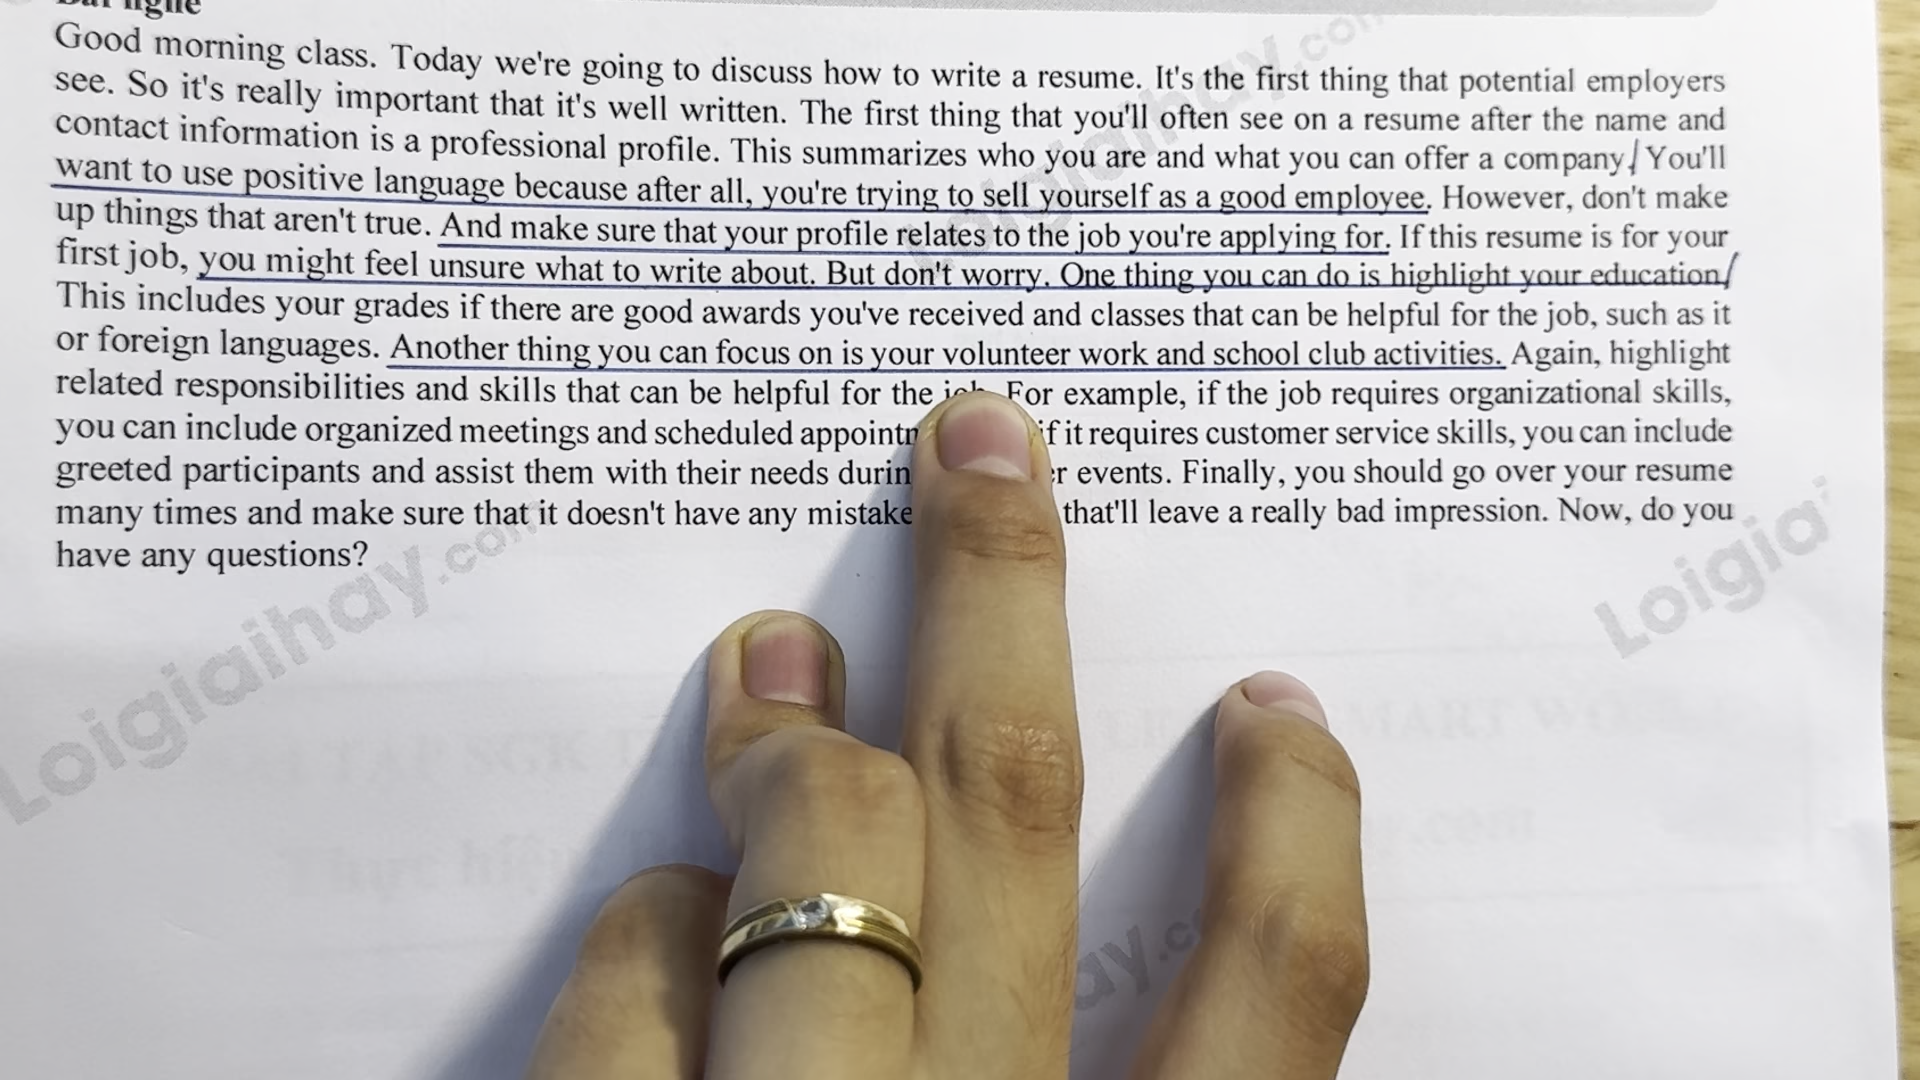 Bài nghe
Good morning class. Today we're going to discuss how to write a resume. It's the first thing that potential employers
see. So it's really important that it's well written. The first thing that you'll often see on a resume after the name and
contact information is a professional profile. This summarizes who you are and what you can offer a company. You'll
want to use positive language because after all, you're trying to sell yourself as a good employee. However, don't make
up things that aren't true. And make sure that your profile relates to the job you're applying for. If this resume is for your
first job, you might feel unsure what to write about. But don't worry. One thing you can do is highlight your education.
This includes your grades if there are good awards you've received and classes that can be helpful for the job, such as it
or foreign languages. Another thing you can focus on is your volunteer work and school club activities. Again, highlight
related responsibilities and skills that can be helpful for the job. For example, if the job requires organizational skills,
you can include organized meetings and scheduled if it requires customer service skills, you can include
greeted participants and assist them with their needs events. Finally, you should go over your resume
many times and make sure that it doesn't have any that'll leave a really bad impression. Now, do you
have any questions?
Loigiaihay.com
Loigiaihay.com
Loigiaihay.com